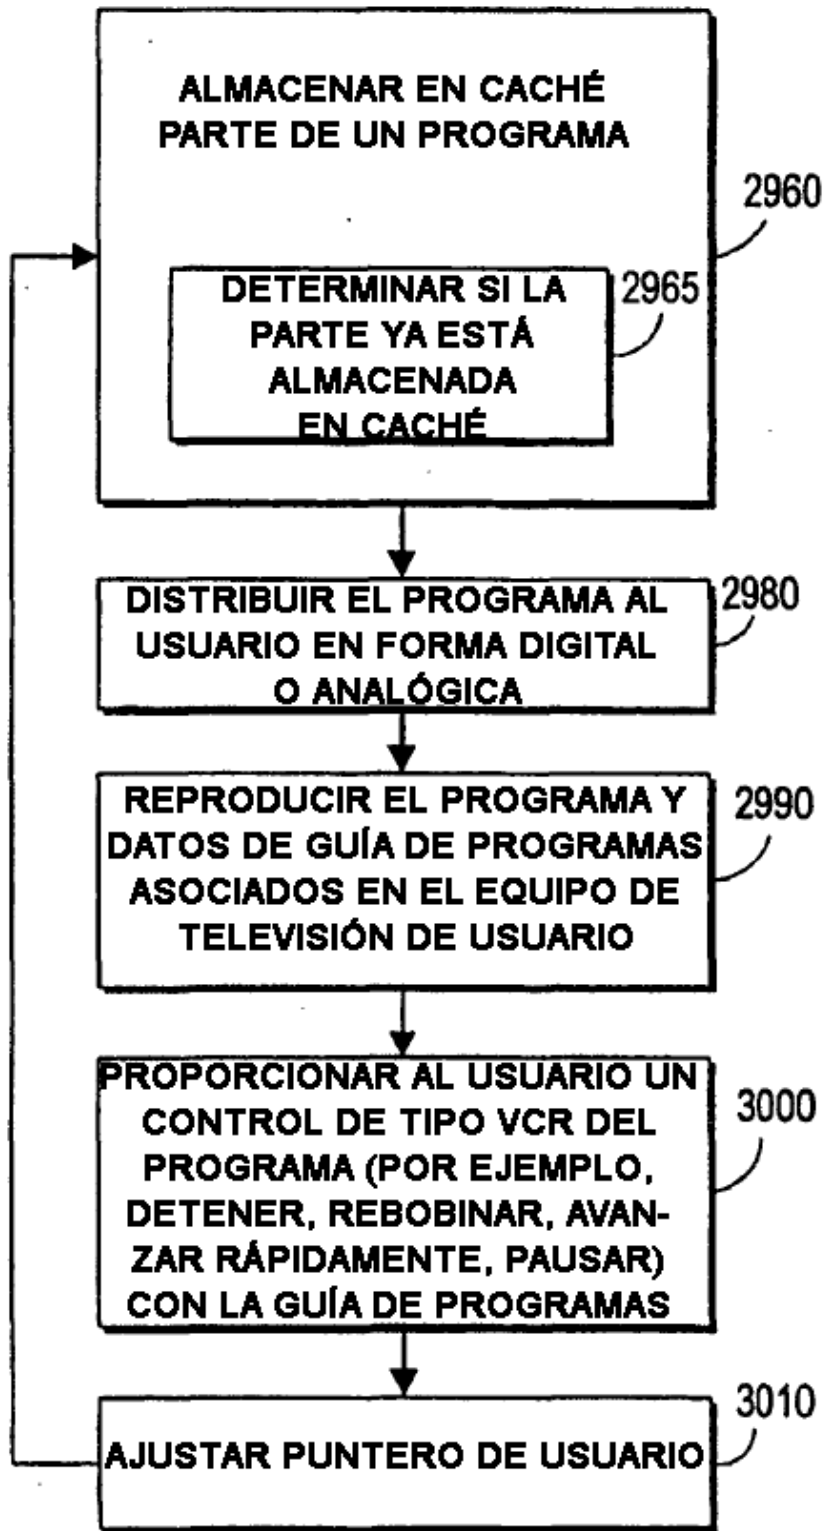 ALMACENAR EN CACHÉ
PARTE DE UN PROGRAMA
2960
DETERMINAR SI LA
PARTE YA ESTÁ
ALMACENADA
EN CACHÉ
2965
DISTRIBUIR EL PROGRAMA AL
USUARIO EN FORMA DIGITAL
O ANALÓGICA
2980
REPRODUCIR EL PROGRAMA Y
DATOS DE GUÍA DE PROGRAMAS
ASOCIADOS EN EL EQUIPO DE
TELEVISIÓN DE USUARIO
2990
PROPORCIONAR AL USUARIO UN
CONTROL DE TIPO VCR DEL
PROGRAMA (POR EJEMPLO,
DETENER, REBOBINAR, AVAN-
ZAR RÁPIDAMENTE, PAUSAR)
CON LA GUÍA DE PROGRAMAS
3000
AJUSTAR PUNTERO DE USUARIO
3010